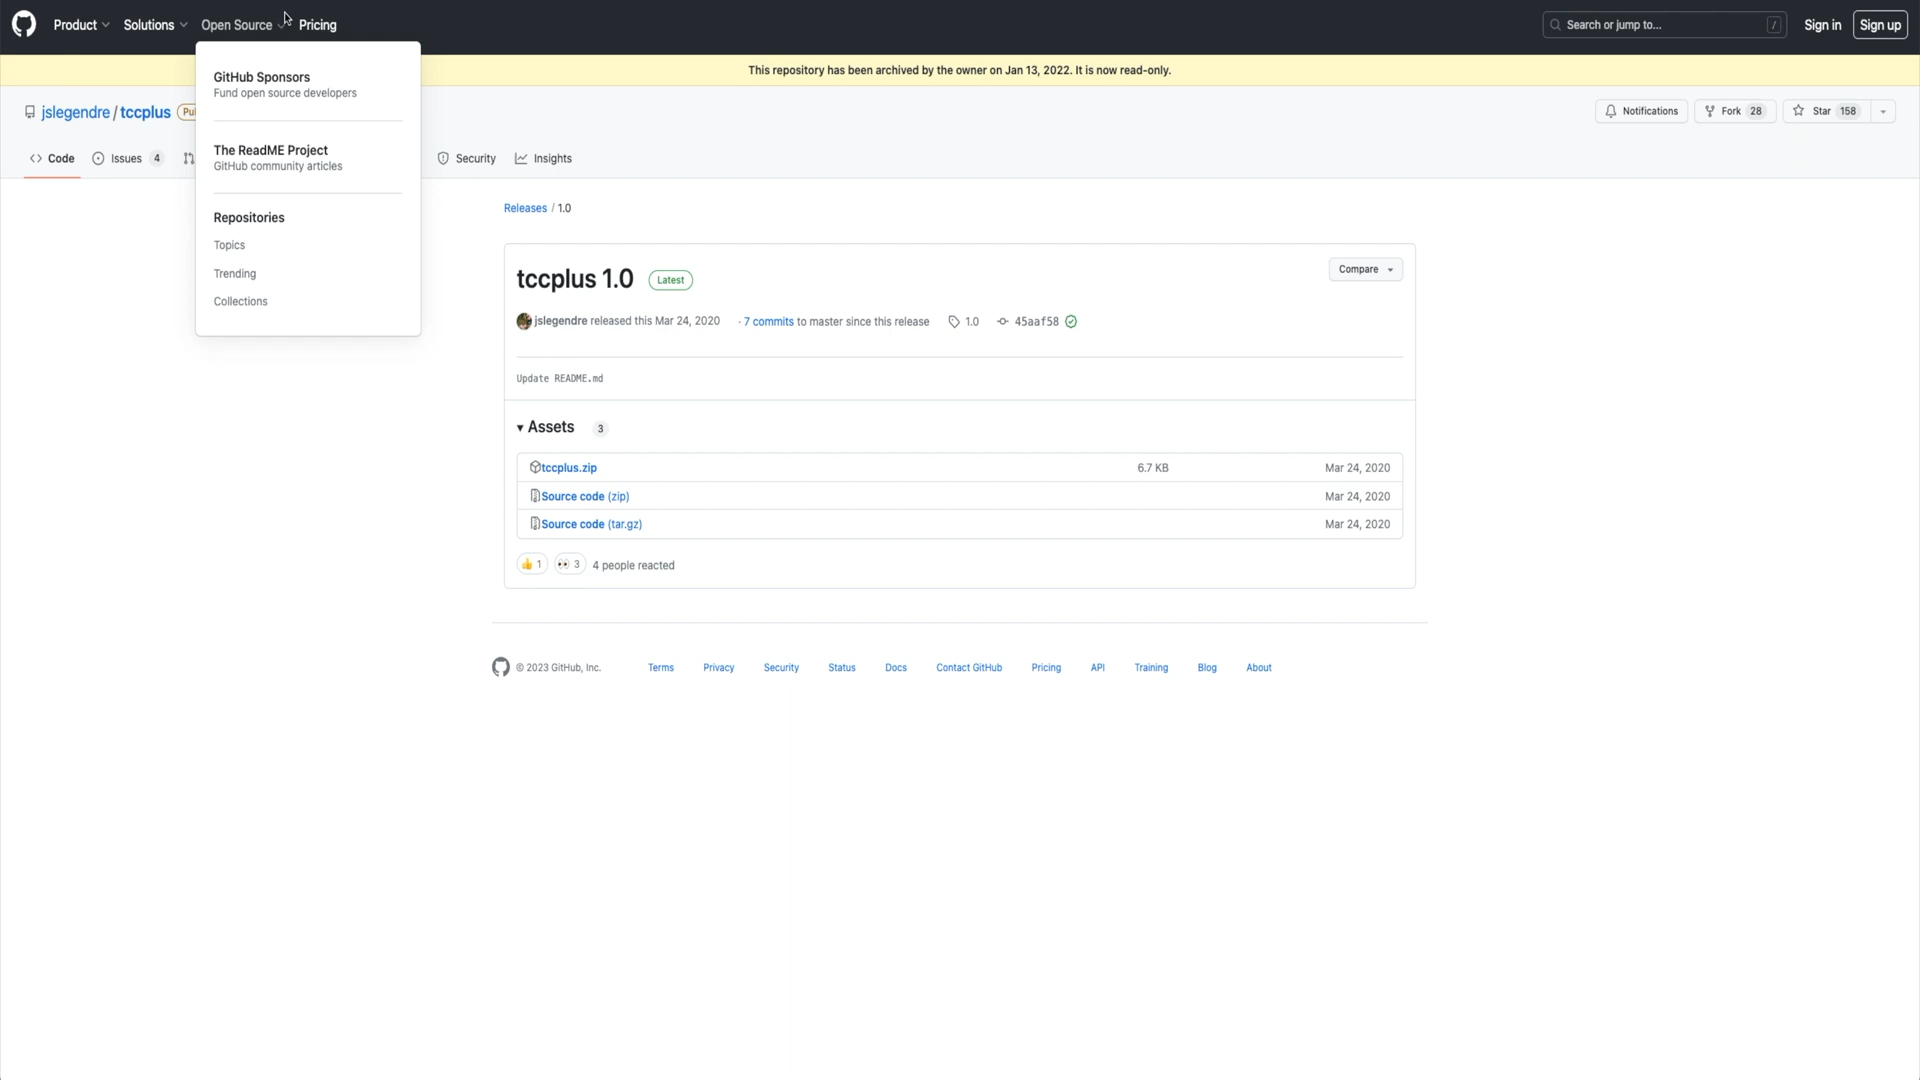 Product Solutions Open Source Pricing Search or jump to... / Sign in Sign up
This repository has been archived by the owner on Jan 13, 2022. It is now read-only.
GitHub Sponsors
Fund open source developers
The ReadME Project
GitHub community articles
Repositories
Topics
Trending
Collections
jslegendre / tccplus Notifications Fork 28 Star 158
Code Issues 4 Security Insights
Releases / 1.0
tccplus 1.0 Latest Compare
jslegendre released this Mar 24, 2020 · 7 commits to master since this release 1.0 45aaf58
Update README.md
Assets 3
tccplus.zip 6.7 KB Mar 24, 2020
Source code (zip) Mar 24, 2020
Source code (tar.gz) Mar 24, 2020
👍 1 👀 3 4 people reacted
© 2023 GitHub, Inc. Terms Privacy Security Status Docs Contact GitHub Pricing API Training Blog About